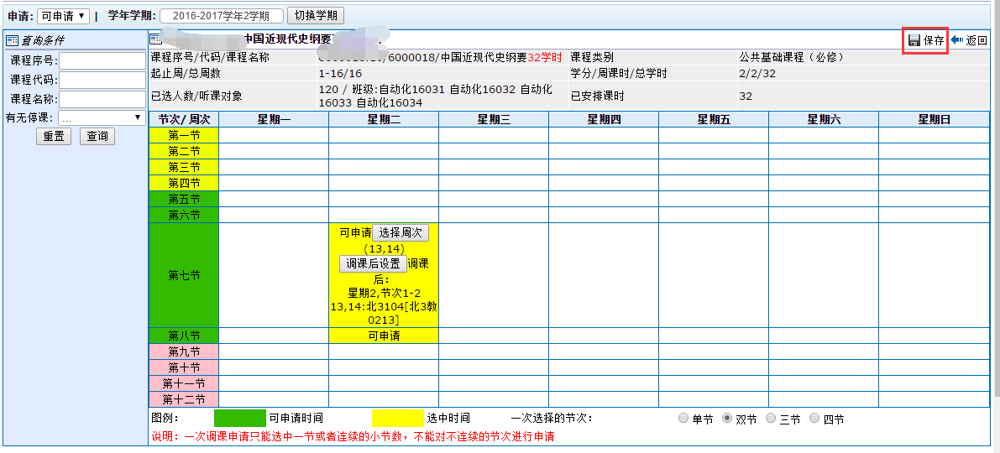 申请: 可申请 | 学年学期: 2016-2017学年2学期 切换学期
查询条件
课程序号:
课程代码:
课程名称:
有无停课: ...
重置 查询
中国近现代史纲要
保存 返回
课程序号/代码/课程名称 /6000018/中国近现代史纲要32学时 课程类别 公共基础课程（必修）
起止周/总周数 1-16/16 学分/周课时/总学时 2/2/32
已选人数/听课对象 120 / 班级:自动化16031 自动化16032 自动化
16033 自动化16034 已安排课时 32
节次/周次 星期一 星期二 星期三 星期四 星期五 星期六 星期日
第一节
第二节
第三节
第四节
第五节
第六节
第七节
可申请 选择周次
(13,14)
调课后设置 调课
后:
星期2,节次1-2
13,14:北3104[北3教
0213]
第八节 可申请
第九节
第十节
第十一节
第十二节
图例: 可申请时间 选中时间 一次选择的节次: 单节 双节 三节 四节
说明: 一次调课申请只能选中一节或者连续的小节数，不能对不连续的节次进行申请